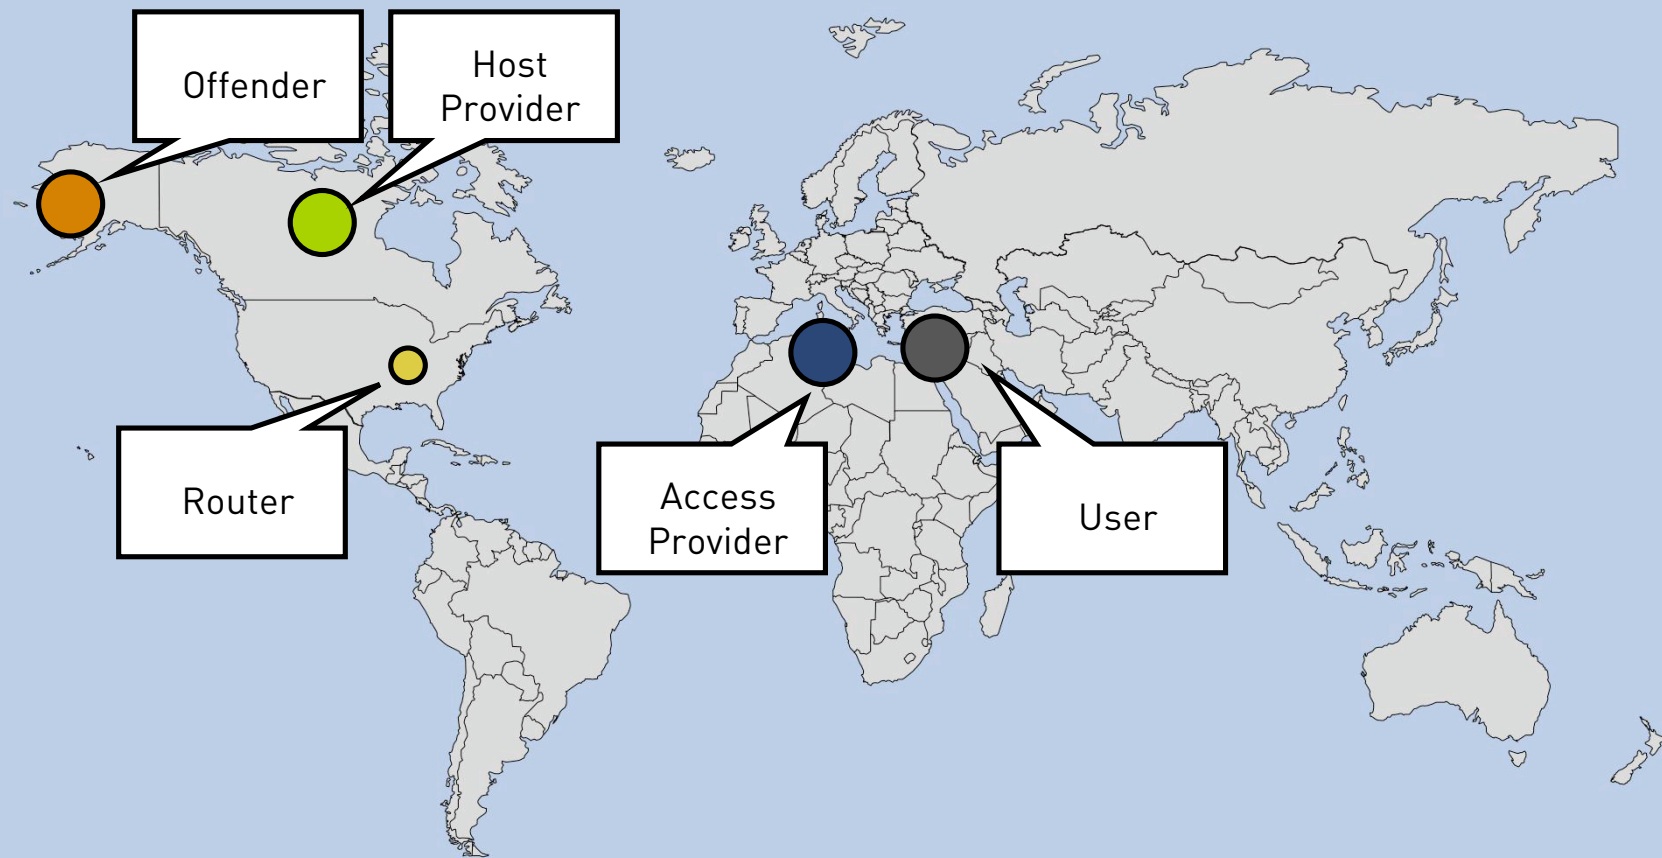 Offender
Host
Provider
Router
Access
Provider
User